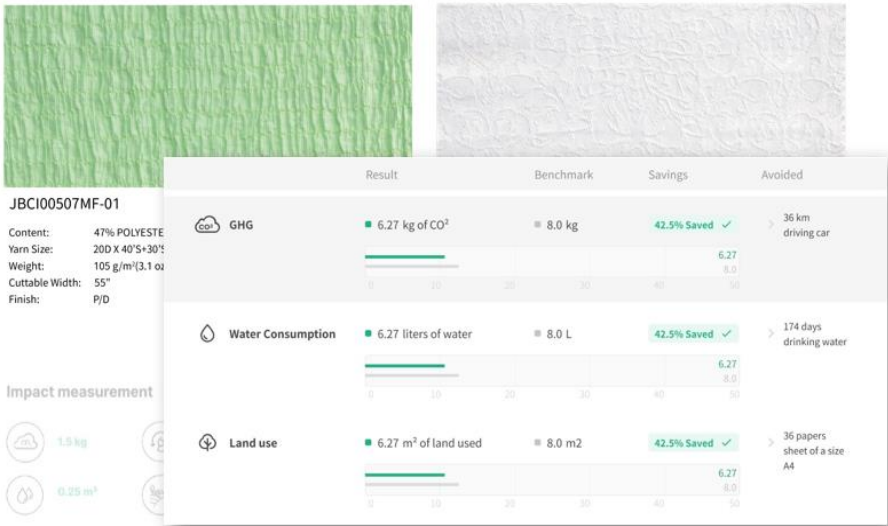 JBCI00507MF-01
Content: 47% POLYESTE
Yarn Size: 20D X 40'S+30'S
Weight: 105 g/m²(3.1 oz
Cuttable Width: 55"
Finish: P/D
Impact measurement
1.5 kg
0.25 m³
Result Benchmark Savings Avoided
CO² GHG 6.27 kg of CO² 8.0 kg 42.5% Saved 36 km
driving car
6.27
8.0
0 10 20 30 40 50
Water Consumption 6.27 liters of water 8.0 L 42.5% Saved 174 days
drinking water
6.27
8.0
0 10 20 30 40 50
Land use 6.27 m² of land used 8.0 m2 42.5% Saved 36 papers
sheet of a size
A4
6.27
8.0
0 10 20 30 40 50